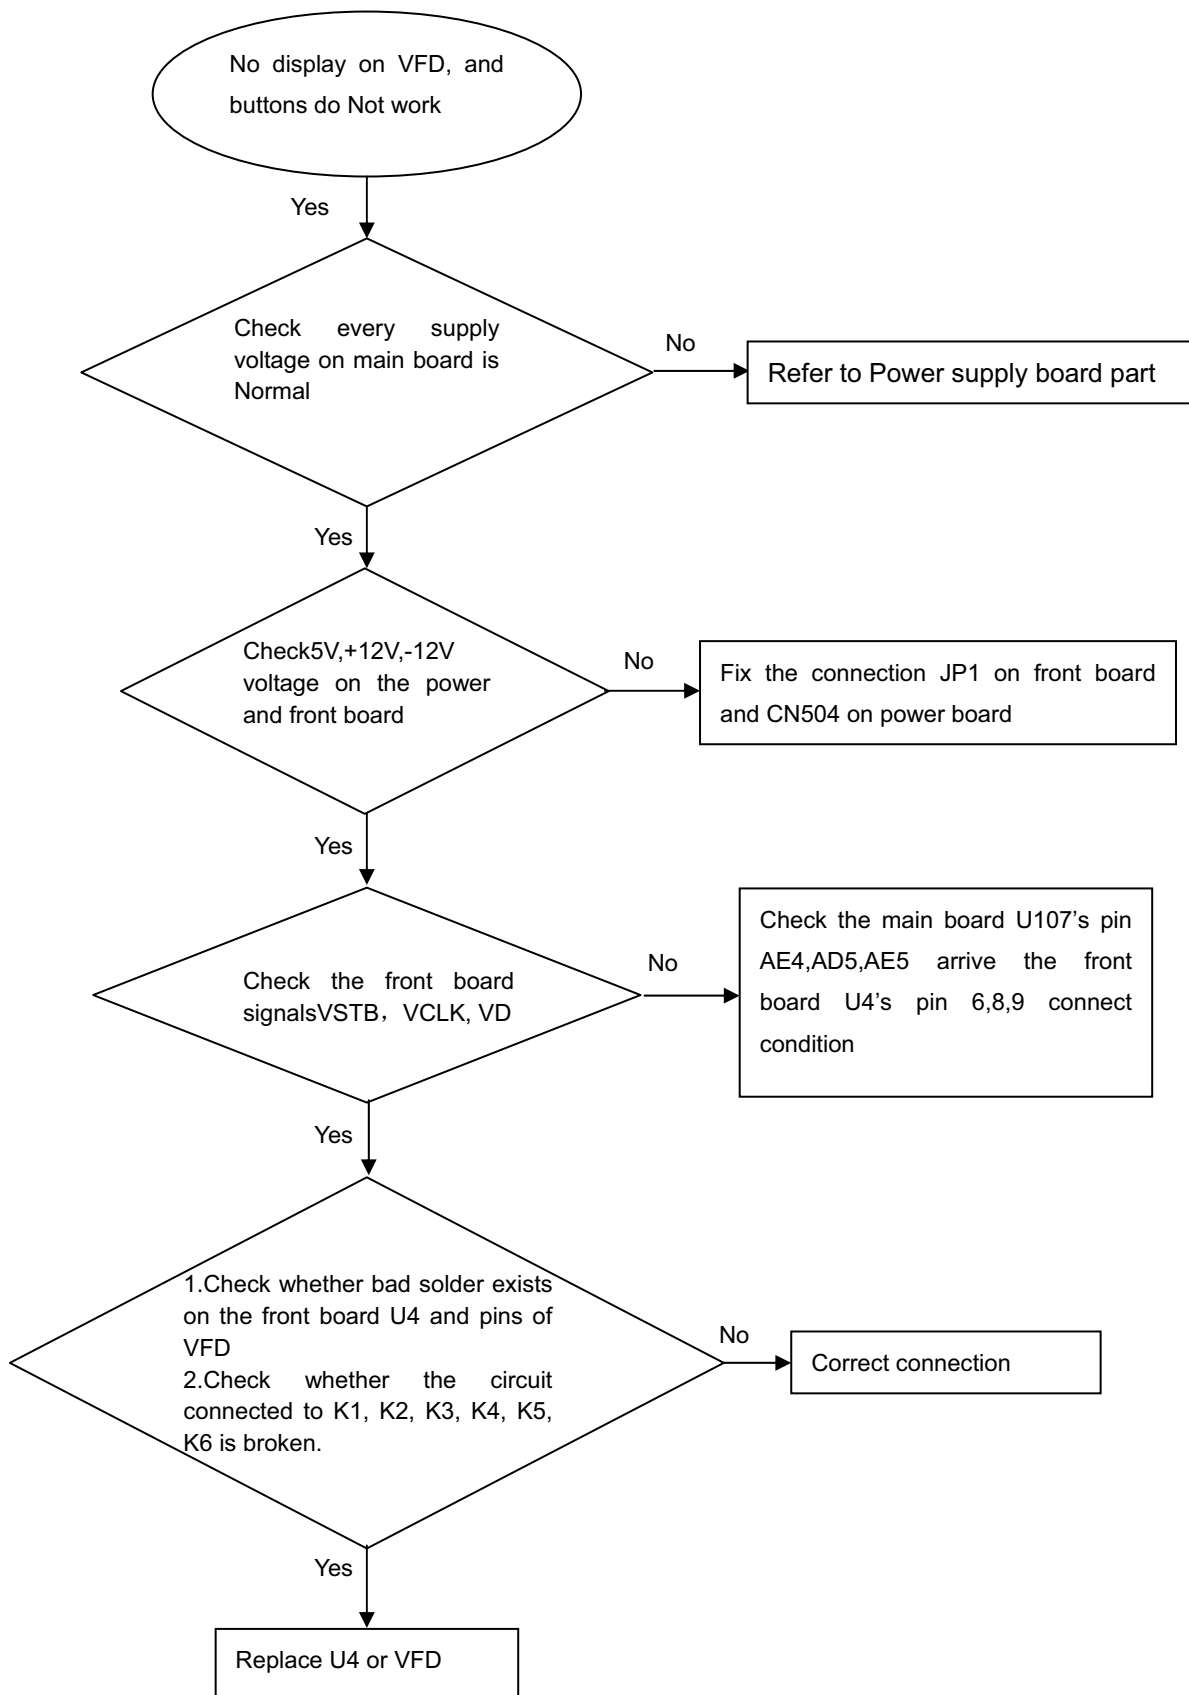 No display on VFD, and
buttons do Not work
Yes
Check every supply
voltage on main board is
Normal
No
Refer to Power supply board part
Yes
Check5V,+12V,-12V
voltage on the power
and front board
No
Fix the connection JP1 on front board
and CN504 on power board
Yes
Check the front board
signalsVSTB，VCLK, VD
No
Check the main board U107’s pin
AE4,AD5,AE5 arrive the front
board U4’s pin 6,8,9 connect
condition
Yes
1.Check whether bad solder exists
on the front board U4 and pins of
VFD
2.Check whether the circuit
connected to K1, K2, K3, K4, K5,
K6 is broken.
No
Correct connection
Yes
Replace U4 or VFD